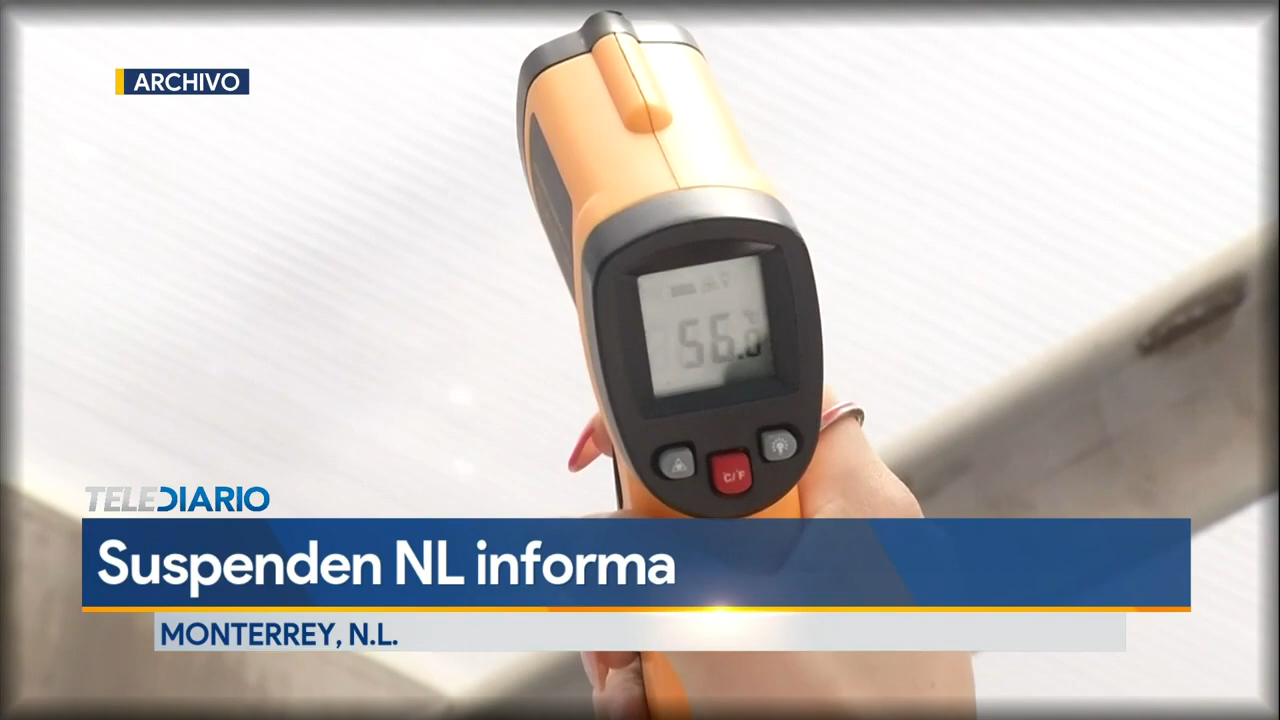 ARCHIVO
56.0
°C/°F
TELEDIARIO
Suspenden NL informa
MONTERREY, N.L.